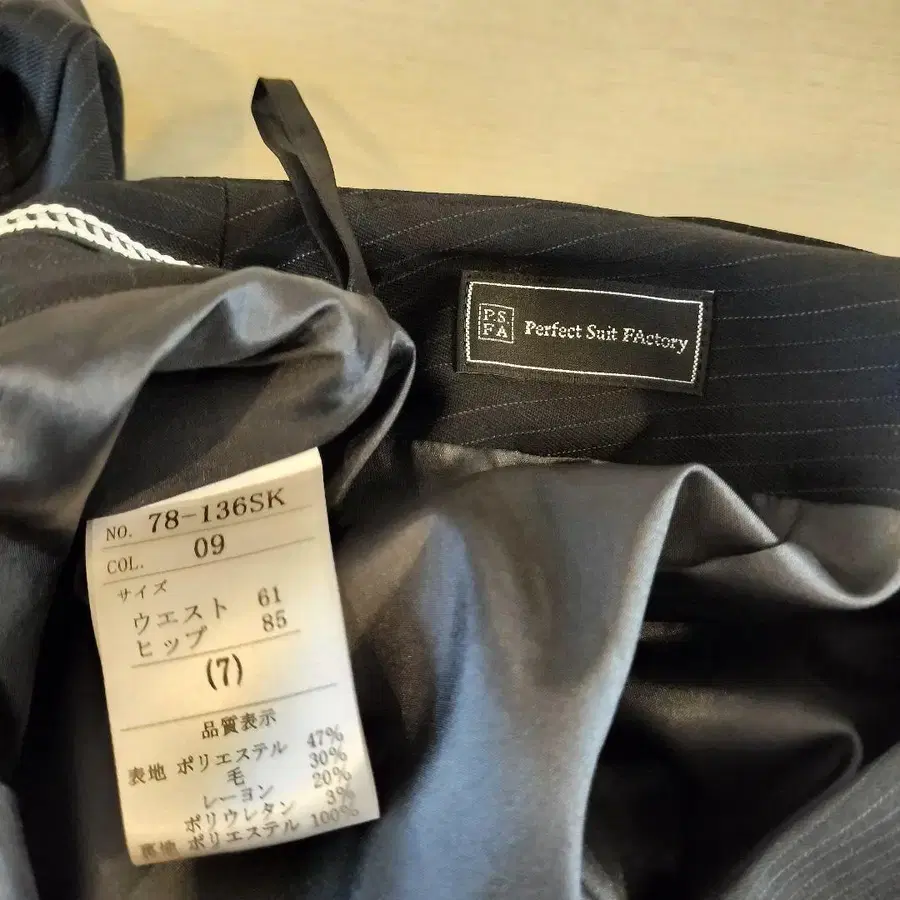 P.S.
FA
Perfect Suit FActory
NO. 78-136SK
COL. 09
サイズ
ウエスト 61
ヒップ 85
(7)
品質表示
表地 ポリエステル 47%
毛 30%
レーヨン 20%
ポリウレタン 3%
裏地 ポリエステル 100%